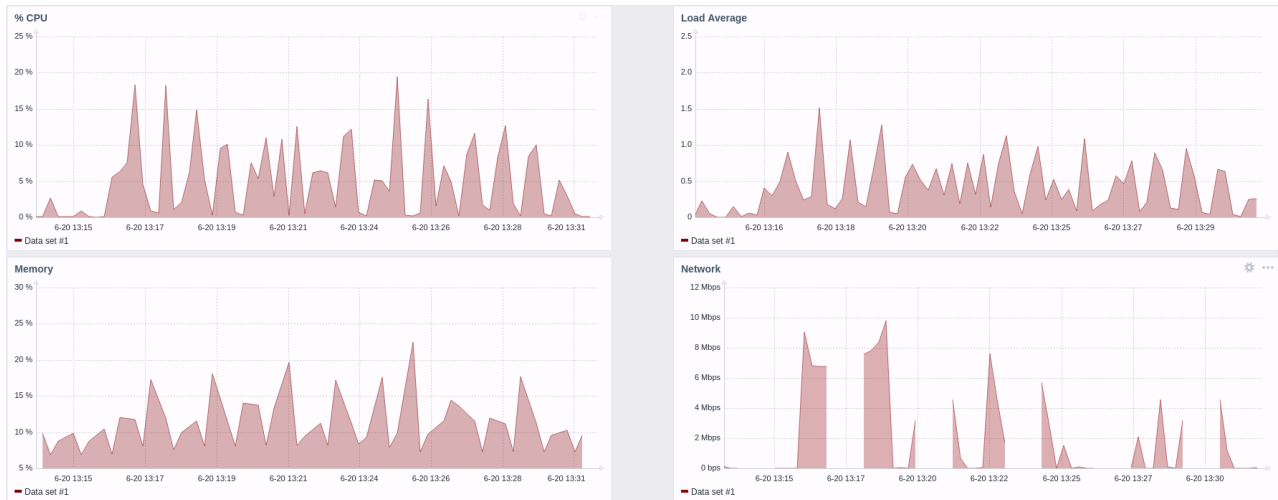 % CPU
25 %
20 %
15 %
10 %
5 %
0 %
6-20 13:15 6-20 13:17 6-20 13:19 6-20 13:21 6-20 13:24 6-20 13:26 6-20 13:28 6-20 13:31
Data set #1
Load Average
2.5
2.0
1.5
1.0
0.5
0
6-20 13:16 6-20 13:18 6-20 13:20 6-20 13:22 6-20 13:25 6-20 13:27 6-20 13:29
Data set #1
Memory
30 %
25 %
20 %
15 %
10 %
5 %
6-20 13:15 6-20 13:17 6-20 13:19 6-20 13:21 6-20 13:24 6-20 13:26 6-20 13:28 6-20 13:31
Data set #1
Network
12 Mbps
10 Mbps
8 Mbps
6 Mbps
4 Mbps
2 Mbps
0 bps
6-20 13:15 6-20 13:17 6-20 13:20 6-20 13:22 6-20 13:25 6-20 13:27 6-20 13:30
Data set #1